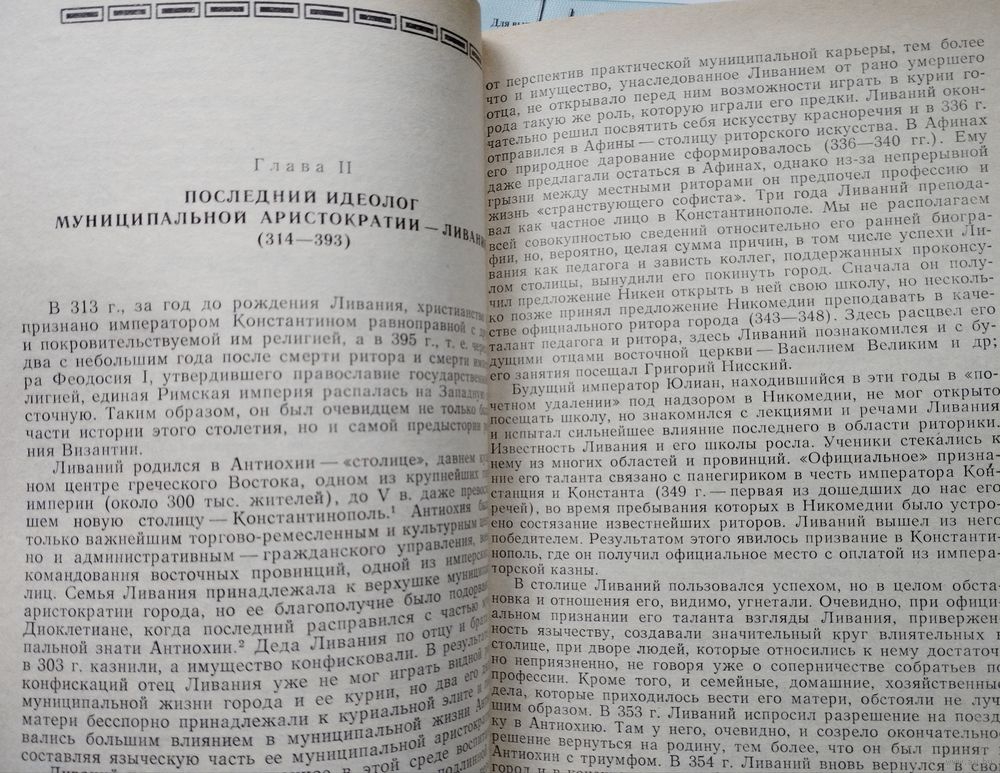 Для вы
Глава II
ПОСЛЕДНИЙ ИДЕОЛОГ
МУНИЦИПАЛЬНОЙ АРИСТОКРАТИИ — ЛИВАНИЙ
(314—393)
В 313 г., за год до рождения Ливания, христианство
признано императором Константином равноправной с
и покровительствуемой им религией, а в 395 г., т. е. через
два с небольшим года после смерти ритора и смерти
ра Феодосия I, утвердившего православие государственной
лигией, единая Римская империя распалась на Западную
сточную. Таким образом, он был очевидцем не только
части истории этого столетия, но и самой предыстории
ния Византии.
Ливаний родился в Антиохии — «столице», давнем
ном центре греческого Востока, одном из крупнейших
империи (около 300 тыс. жителей), до V в. даже
шем новую столицу — Константинополь.¹ Антиохия
только важнейшим торгово-ремесленным и культурным
но и административным — гражданского управления,
командования восточных провинций, одной из
лиц. Семья Ливания принадлежала к верхушке
аристократии города, но ее благополучие было
Диоклетиане, когда последний расправился с частью
пальной знати Антиохии.² Деда Ливания по отцу и
в 303 г. казнили, а имущество конфисковали. В результате
конфискаций отец Ливания уже не мог играть видной
муниципальной жизни города и ее курии, но два его
матери бесспорно принадлежали к куриальной элите и
вались большим влиянием в муниципальной жизни
составляя языческую часть ее муниципальной
в этой среде
от перспектив практической муниципальной карьеры, тем более
что и имущество, унаследованное Ливанием от рано умершего
отца, не открывало перед ним возможности играть в курии го-
рода такую же роль, которую играли его предки. Ливаний окон-
чательно решил посвятить себя искусству красноречия и в 336 г.
отправился в Афины — столицу риторского искусства. В Афинах
его природное дарование сформировалось (336—340 гг.). Ему
даже предлагали остаться в Афинах, однако из-за непрерывной
грызни между местными риторами он предпочел профессию и
жизнь «странствующего софиста». Три года Ливаний препода-
вал как частное лицо в Константинополе. Мы не располагаем
всей совокупностью сведений относительно его ранней биогра-
фии, но, вероятно, целая сумма причин, в том числе успехи Ли-
вания как педагога и зависть коллег, поддержанных проконсу-
лом столицы, вынудили его покинуть город. Сначала он полу-
чил предложение Никеи открыть в ней свою школу, но несколь-
ко позже принял предложение Никомедии преподавать в каче-
стве официального ритора города (343—348). Здесь расцвел его
талант педагога и ритора, здесь Ливаний познакомился и с бу-
дущими отцами восточной церкви — Василием Великим и др;
его занятия посещал Григорий Нисский.
Будущий император Юлиан, находившийся в эти годы в «по-
четном удалении» под надзором в Никомедии, не мог открыто
посещать школу, но знакомился с лекциями и речами Ливания
и испытал сильнейшее влияние последнего в области риторики.
Известность Ливания и его школы росла. Ученики стекались к
нему из многих областей и провинций. «Официальное» призна-
ние его таланта связано с панегириком в честь императора Кон-
станция и Константа (349 г. — первая из дошедших до нас его
речей), во время пребывания которых в Никомедии было устро-
ено состязание известнейших риторов. Ливаний вышел из него
победителем. Результатом этого явилось призвание в Константи-
нополь, где он получил официальное место с оплатой из импера-
торской казны.
В столице Ливаний пользовался успехом, но в целом обста-
новка и отношения его, видимо, угнетали. Очевидно, при офици-
альном признании его таланта взгляды Ливания, привержен-
ность язычеству, создавали значительный круг влиятельных в
столице, при дворе людей, которые относились к нему достаточ-
но неприязненно, не говоря уже о соперничестве собратьев по
профессии. Кроме того, и семейные, домашние, хозяйственные
дела, которые приходилось вести его матери, обстояли не луч-
шим образом. В 353 г. Ливаний испросил разрешение на поезд-
ку в Антиохию. Там у него, очевидно, и созрело окончательное
решение вернуться на родину, тем более, что он был принят в
Антиохии с триумфом. В 354 г. Ливаний вновь вернулся в свой